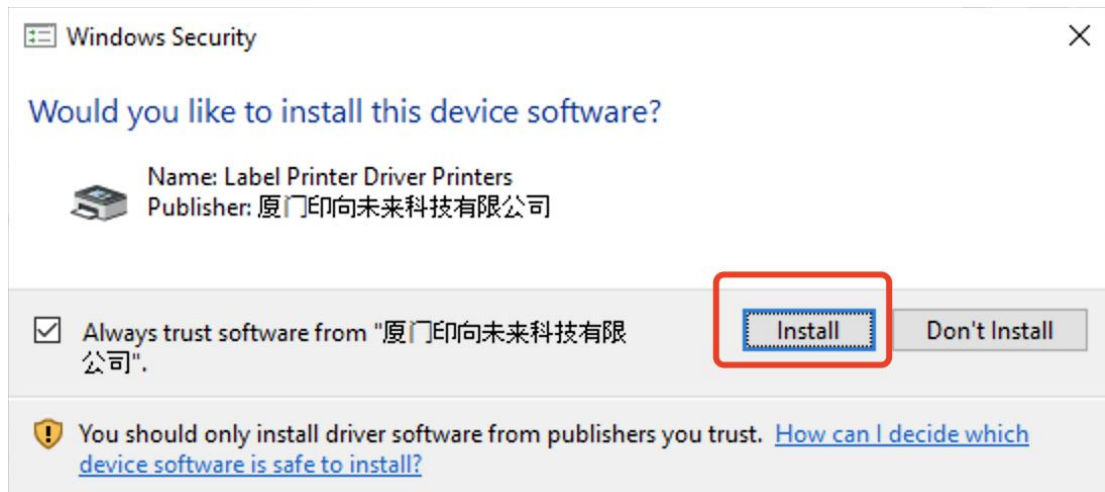 Windows Security
Would you like to install this device software?
Name: Label Printer Driver Printers
Publisher: 厦门印向未来科技有限公司
Always trust software from "厦门印向未来科技有限
公司".
Install
Don't Install
You should only install driver software from publishers you trust. How can I decide which
device software is safe to install?